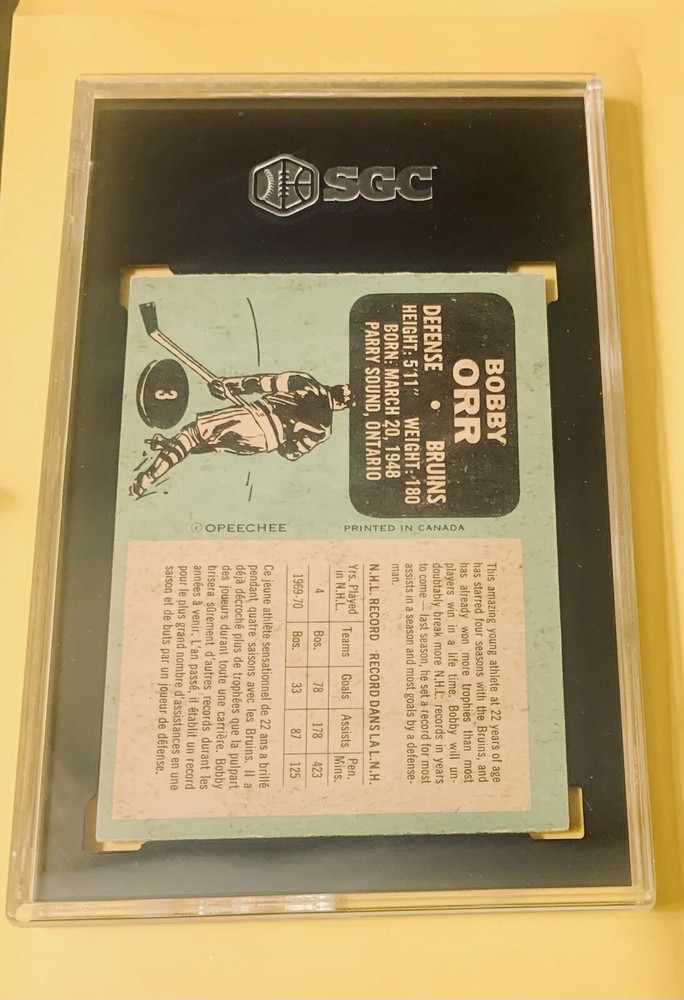 SGC
BOBBY
ORR
DEFENSE • BRUINS
HEIGHT: 5'11" WEIGHT: 180
BORN: MARCH 20, 1948
PARRY SOUND, ONTARIO
3
© OPEECHEE
PRINTED IN CANADA
This amazing young athlete at 22 years of age
has starred four seasons with the Bruins, and
has already won more trophies than most
players win in a life time. Bobby will un-
doubtably break more N.H.L. records in years
to come — last season, he set a record for most
assists in a season and most goals by a defense-
man.
N.H.L. RECORD RECORD DANS LA L.N.H.
Yrs. Played in N.H.L. Teams Goals Assists Pen. Mins.
4 Bos. 78 178 423
1969-70 Bos. 33 87 125
Ce jeune athlète sensationnel de 22 ans a brillé
pendant quatre saisons avec les Bruins. Il a
déjà décroché plus de trophées que la pulpart
des joueurs durant toute une carrière. Bobby
brisera sûrement d'autres records durant les
années à venir. L'an passé, il établit un record
pour le plus grand nombre d'assistances en une
saison et de buts par un joueur de défense.